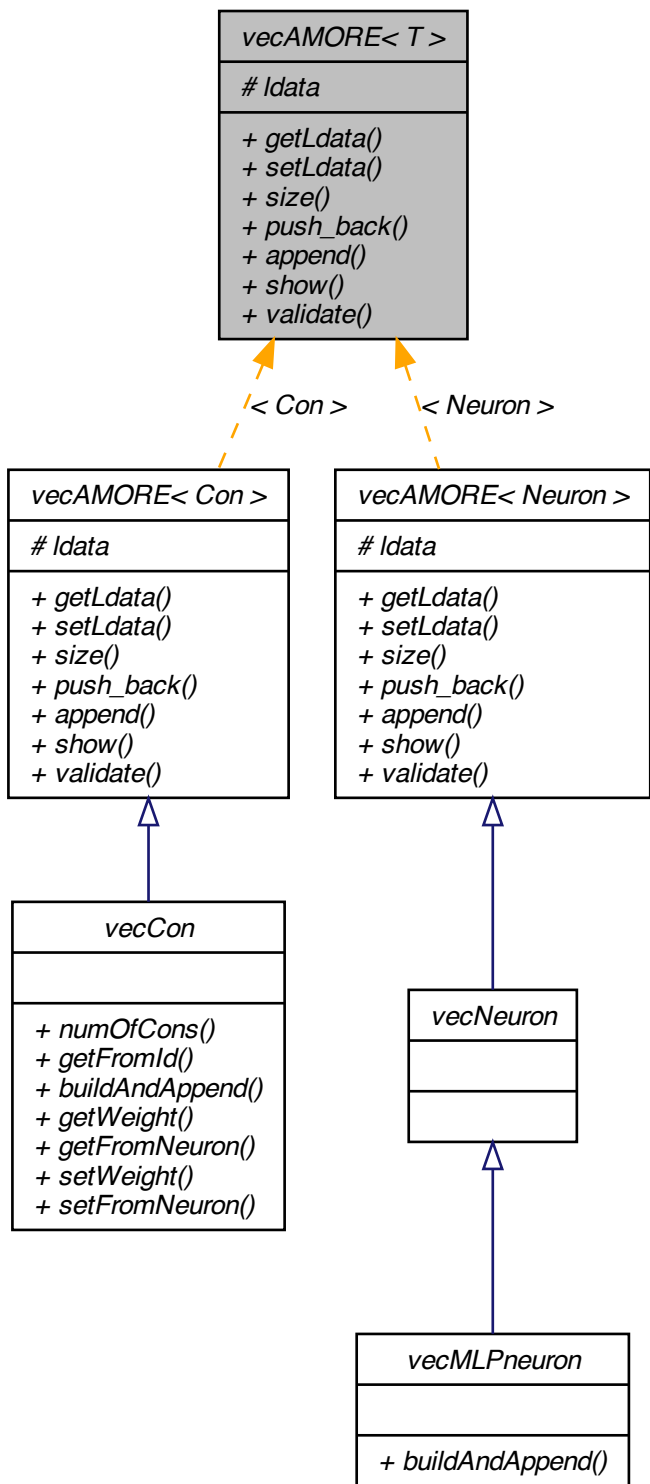 vecAMORE< T >
# ldata
+ getLdata()
+ setLdata()
+ size()
+ push_back()
+ append()
+ show()
+ validate()
< Con >
< Neuron >
vecAMORE< Con >
# ldata
+ getLdata()
+ setLdata()
+ size()
+ push_back()
+ append()
+ show()
+ validate()
vecAMORE< Neuron >
# ldata
+ getLdata()
+ setLdata()
+ size()
+ push_back()
+ append()
+ show()
+ validate()
vecCon
+ numOfCons()
+ getFromId()
+ buildAndAppend()
+ getWeight()
+ getFromNeuron()
+ setWeight()
+ setFromNeuron()
vecNeuron
vecMLPneuron
+ buildAndAppend()